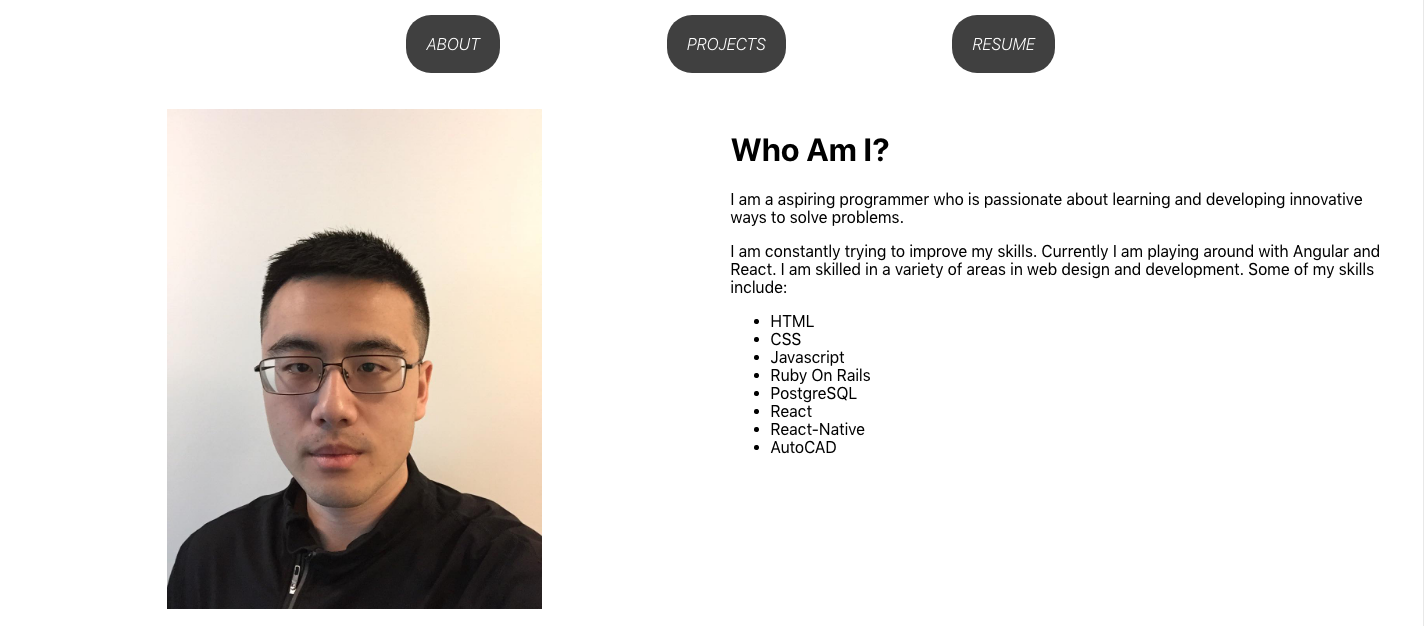 ABOUT
PROJECTS
RESUME
Who Am I?
I am a aspiring programmer who is passionate about learning and developing innovative
ways to solve problems.
I am constantly trying to improve my skills. Currently I am playing around with Angular and
React. I am skilled in a variety of areas in web design and development. Some of my skills
include:
• HTML
• CSS
• Javascript
• Ruby On Rails
• PostgreSQL
• React
• React-Native
• AutoCAD